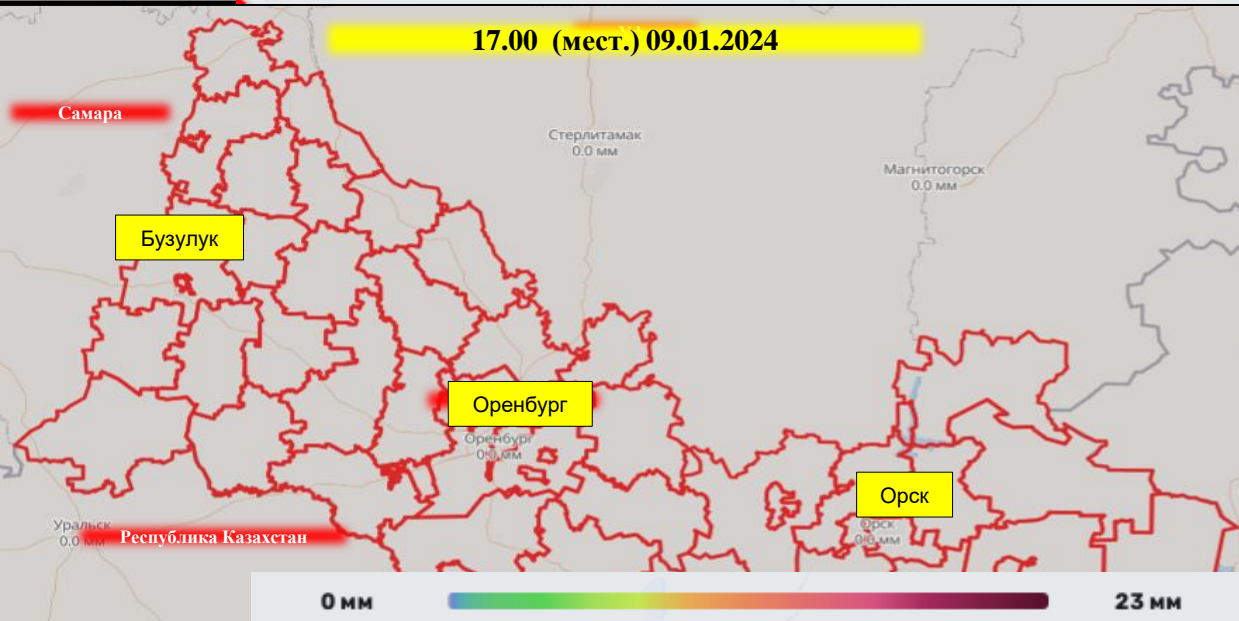 17.00 (мест.) 09.01.2024
Самара
Стерлитамак
0.0 мм
Магнитогорск
0.0 мм
Бузулук
Оренбург
Оренбург
0.0 мм
Орск
Орск
0.0 мм
Уральск
0.0 мм
Республика Казахстан
0 мм
23 мм